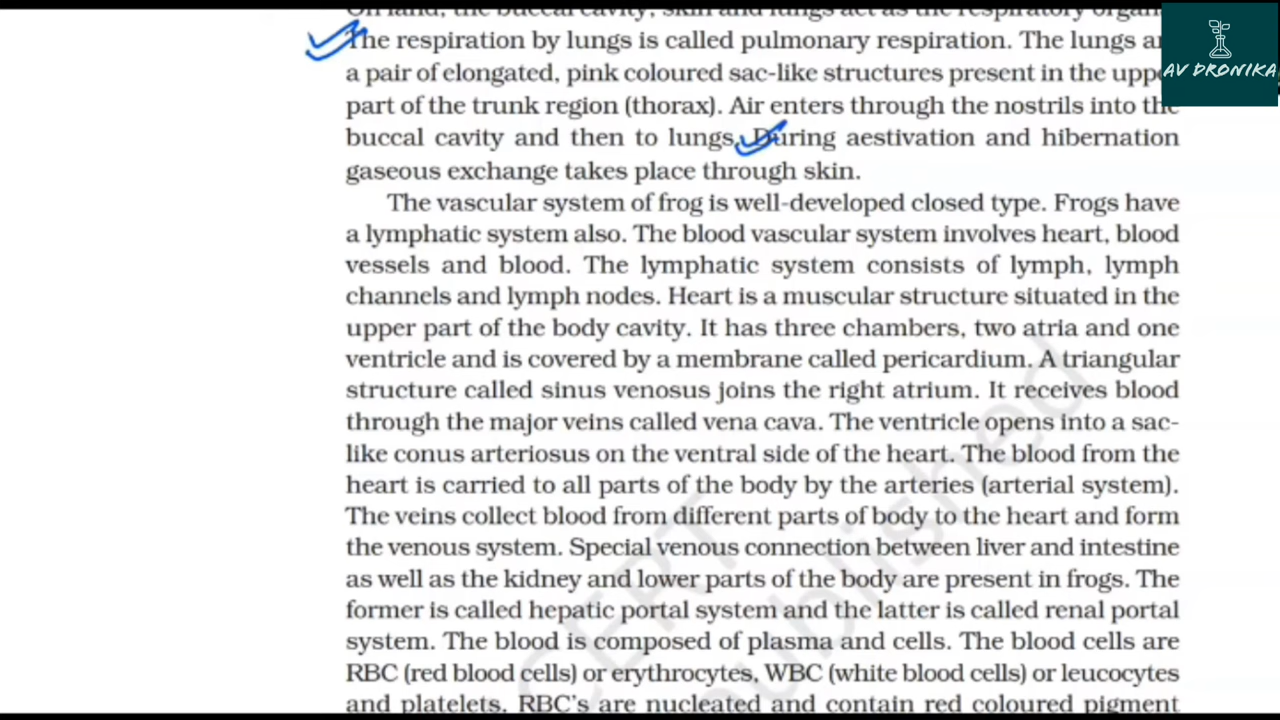 On land, the buccal cavity, skin and lungs act as the respiratory organs
The respiration by lungs is called pulmonary respiration. The lungs a
a pair of elongated, pink coloured sac-like structures present in the uppe
part of the trunk region (thorax). Air enters through the nostrils into the
buccal cavity and then to lungs. During aestivation and hibernation
gaseous exchange takes place through skin.
The vascular system of frog is well-developed closed type. Frogs have
a lymphatic system also. The blood vascular system involves heart, blood
vessels and blood. The lymphatic system consists of lymph, lymph
channels and lymph nodes. Heart is a muscular structure situated in the
upper part of the body cavity. It has three chambers, two atria and one
ventricle and is covered by a membrane called pericardium. A triangular
structure called sinus venosus joins the right atrium. It receives blood
through the major veins called vena cava. The ventricle opens into a sac-
like conus arteriosus on the ventral side of the heart. The blood from the
heart is carried to all parts of the body by the arteries (arterial system).
The veins collect blood from different parts of body to the heart and form
the venous system. Special venous connection between liver and intestine
as well as the kidney and lower parts of the body are present in frogs. The
former is called hepatic portal system and the latter is called renal portal
system. The blood is composed of plasma and cells. The blood cells are
RBC (red blood cells) or erythrocytes, WBC (white blood cells) or leucocytes
and platelets. RBC's are nucleated and contain red coloured pigment
AV DRONIKA